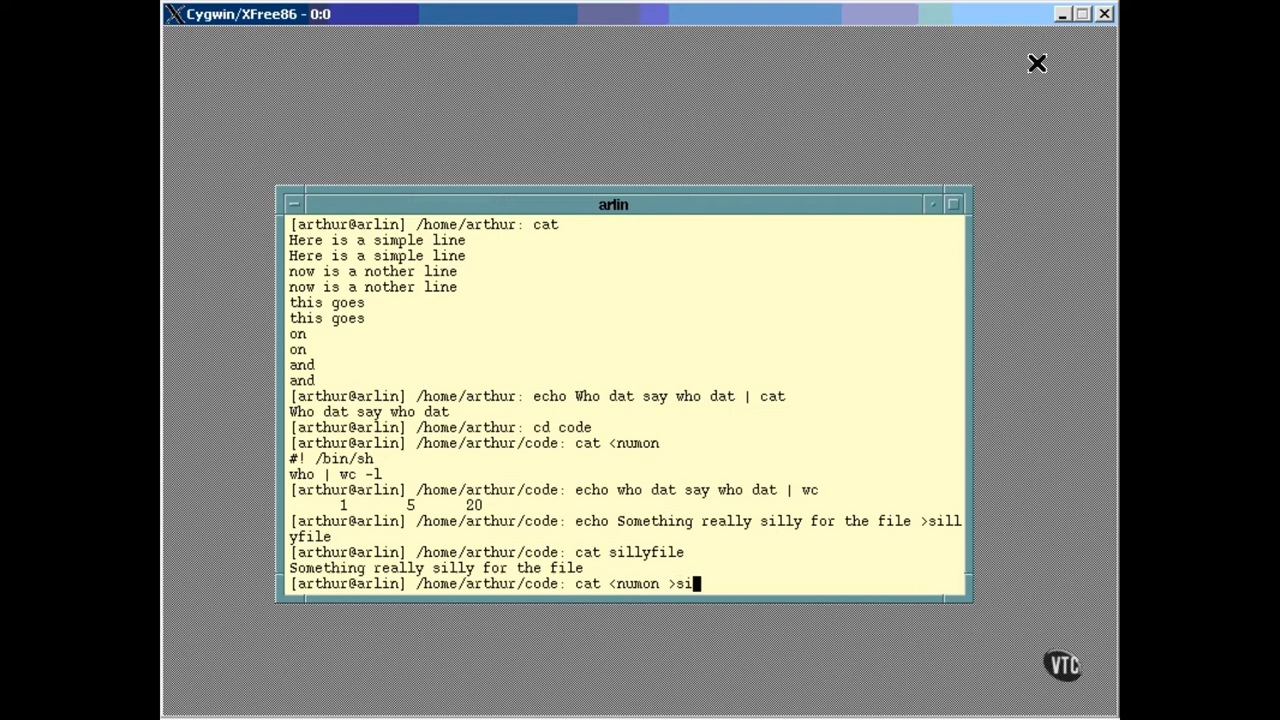 Cygwin/XFree86 - 0:0
arlin
[arthur@arlin] /home/arthur: cat
Here is a simple line
Here is a simple line
now is a nother line
now is a nother line
this goes
this goes
on
on
and
and
[arthur@arlin] /home/arthur: echo Who dat say who dat | cat
Who dat say who dat
[arthur@arlin] /home/arthur: cd code
[arthur@arlin] /home/arthur/code: cat <numon
#! /bin/sh
who | wc -l
[arthur@arlin] /home/arthur/code: echo who dat say who dat | wc
1 5 20
[arthur@arlin] /home/arthur/code: echo Something really silly for the file >sill
yfile
[arthur@arlin] /home/arthur/code: cat sillyfile
Something really silly for the file
[arthur@arlin] /home/arthur/code: cat <numon >si
VTC